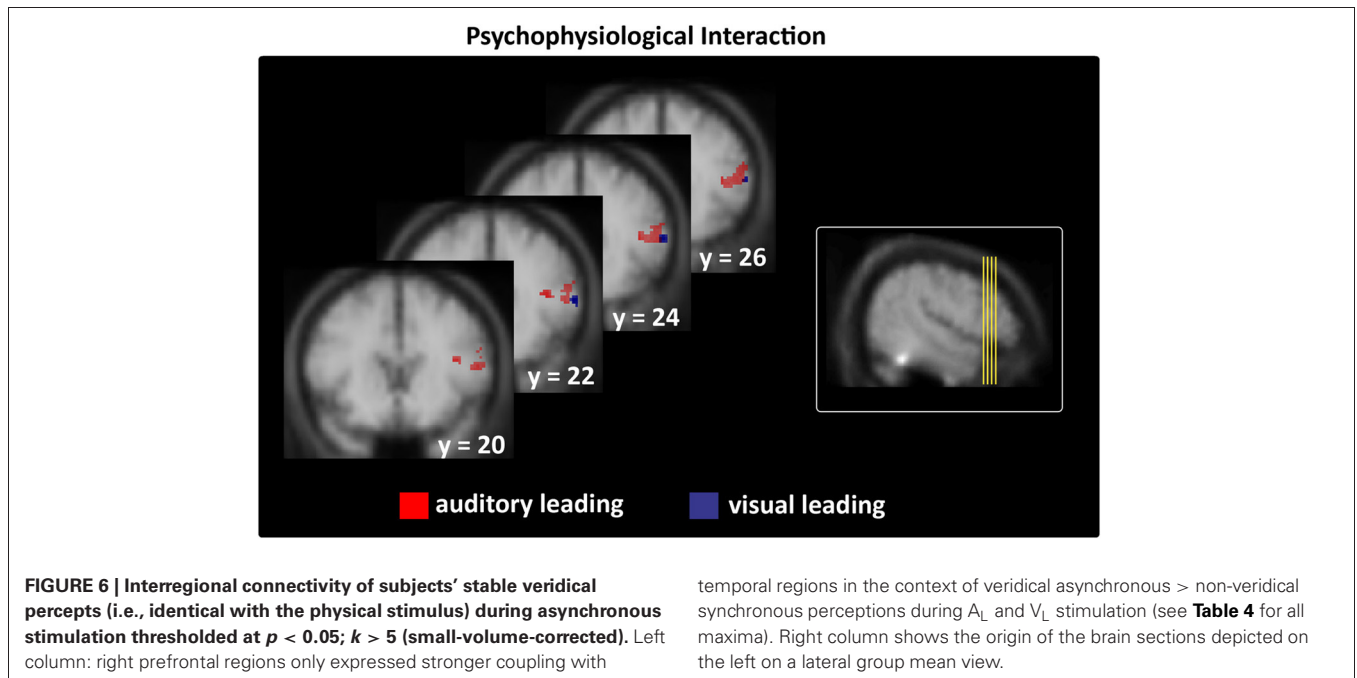 Psychophysiological Interaction
y = 26
y = 24
y = 22
y = 20
auditory leading
visual leading
FIGURE 6 | Interregional connectivity of subjects' stable veridical
percepts (i.e., identical with the physical stimulus) during asynchronous
stimulation thresholded at p < 0.05; k > 5 (small-volume-corrected). Left
column: right prefrontal regions only expressed stronger coupling with
temporal regions in the context of veridical asynchronous > non-veridical
synchronous perceptions during AL and VL stimulation (see Table 4 for all
maxima). Right column shows the origin of the brain sections depicted on
the left on a lateral group mean view.